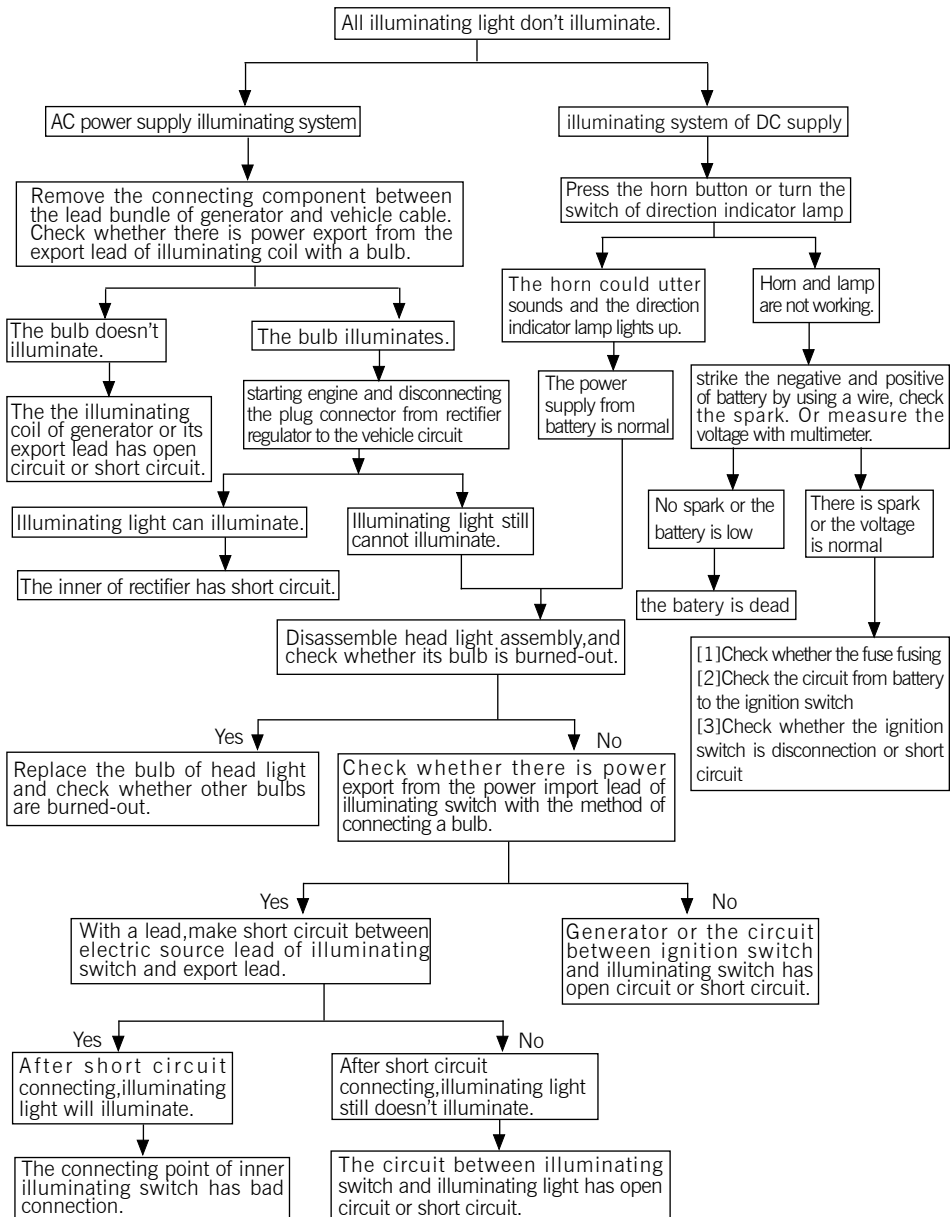 All illuminating light don't illuminate.
AC power supply illuminating system
illuminating system of DC supply
Remove the connecting component between
the lead bundle of generator and vehicle cable.
Check whether there is power export from the
export lead of illuminating coil with a bulb.
Press the horn button or turn the
switch of direction indicator lamp
The horn could utter
sounds and the direction
indicator lamp lights up.
Horn and lamp
are not working.
The bulb doesn't
illuminate.
The bulb illuminates.
The the illuminating
coil of generator or its
export lead has open
circuit or short circuit.
starting engine and disconnecting
the plug connector from rectifier
regulator to the vehicle circuit
The power
supply from
battery is normal
strike the negative and positive
of battery by using a wire, check
the spark. Or measure the
voltage with multimeter.
Illuminating light can illuminate.
Illuminating light still
cannot illuminate.
No spark or the
battery is low
There is spark
or the voltage
is normal
The inner of rectifier has short circuit.
the batery is dead
Disassemble head light assembly,and
check whether its bulb is burned-out.
[1]Check whether the fuse fusing
[2]Check the circuit from battery
to the ignition switch
[3]Check whether the ignition
switch is disconnection or short
circuit
Yes
No
Replace the bulb of head light
and check whether other bulbs
are burned-out.
Check whether there is power
export from the power import lead of
illuminating switch with the method of
connecting a bulb.
Yes
No
With a lead,make short circuit between
electric source lead of illuminating
switch and export lead.
Generator or the circuit
between ignition switch
and illuminating switch has
open circuit or short circuit.
Yes
No
After short circuit
connecting,illuminating
light will illuminate.
After short circuit
connecting,illuminating light
still doesn't illuminate.
The connecting point of inner
illuminating switch has bad
connection.
The circuit between illuminating
switch and illuminating light has open
circuit or short circuit.